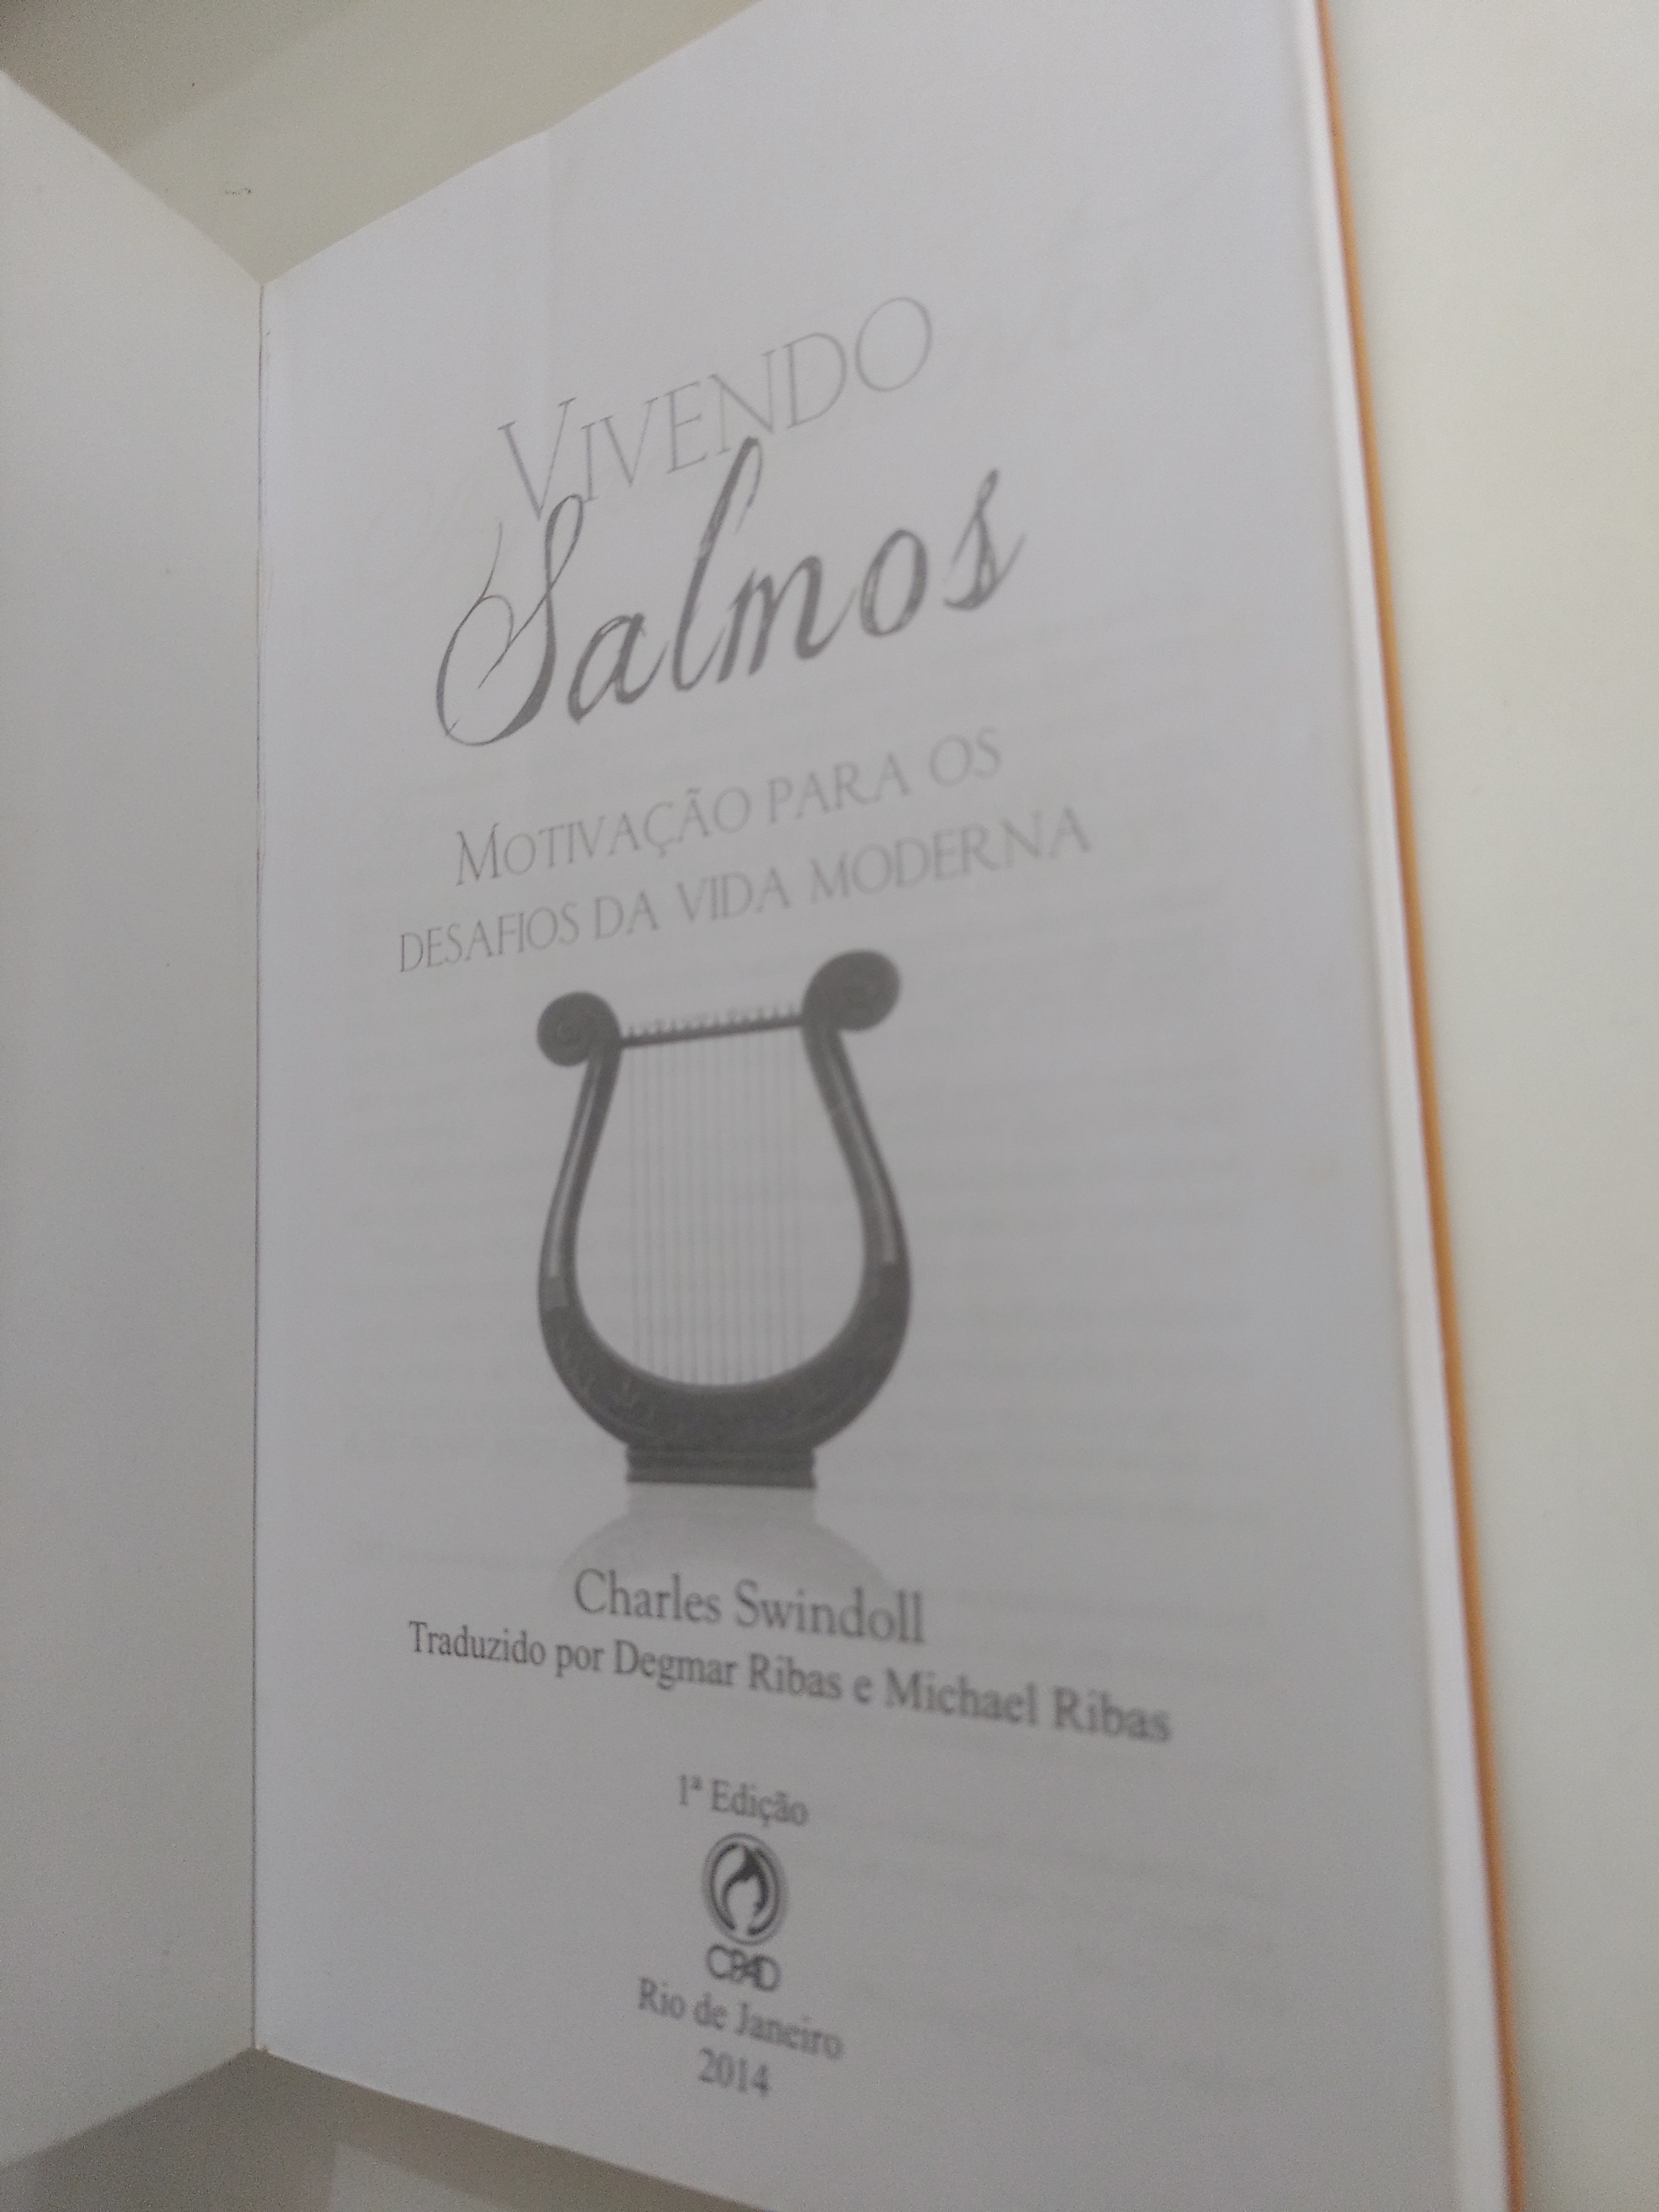 VIVENDO
Salmos
MOTIVAÇÃO PARA OS
DESAFIOS DA VIDA MODERNA
Charles Swindoll
Traduzido por Degmar Ribas e Michael Ribas
1ª Edição
CPAD
Rio de Janeiro
2014